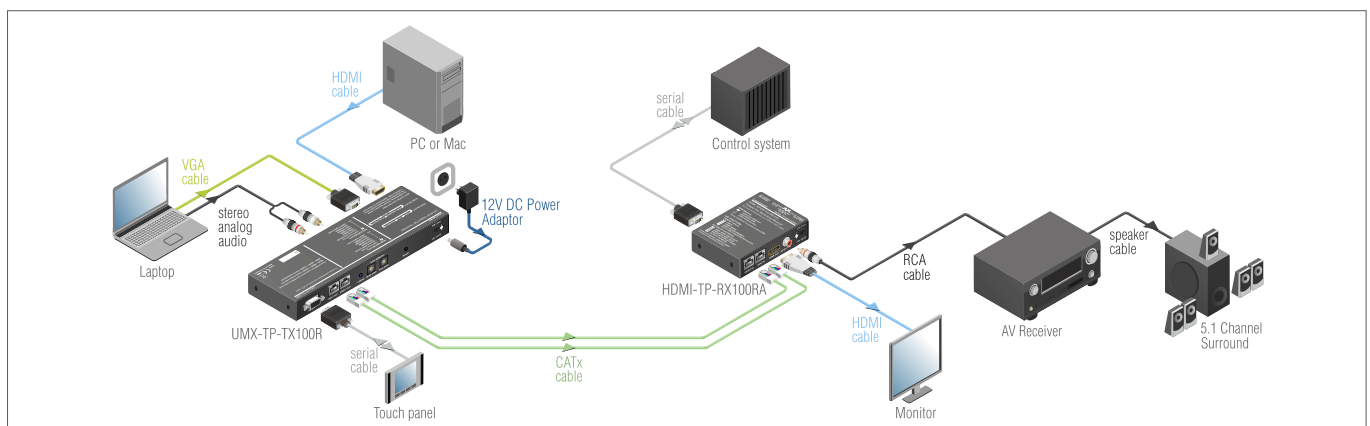 HDMI
cable
PC or Mac
VGA
cable
stereo
analog
audio
Laptop
12V DC Power
Adaptor
UMX-TP-TX100R
serial
cable
Touch panel
CATx
cable
serial
cable
Control system
HDMI-TP-RX100RA
RCA
cable
HDMI
cable
Monitor
AV Receiver
speaker
cable
5.1 Channel
Surround